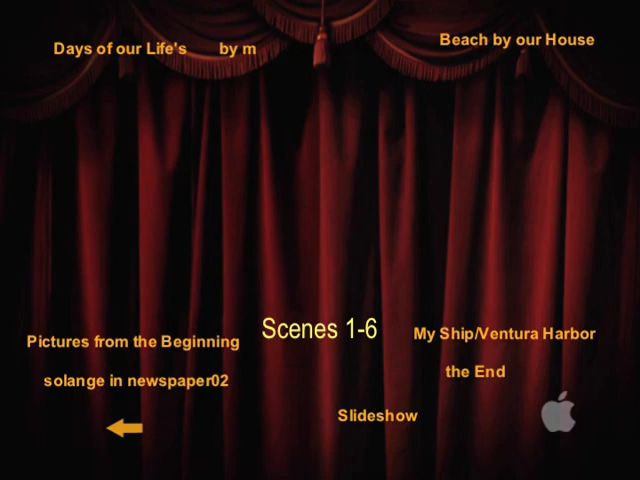 Days of our Life's by m
Beach by our House
Scenes 1-6
Pictures from the Beginning
My Ship/Ventura Harbor
solange in newspaper02
the End
Slideshow